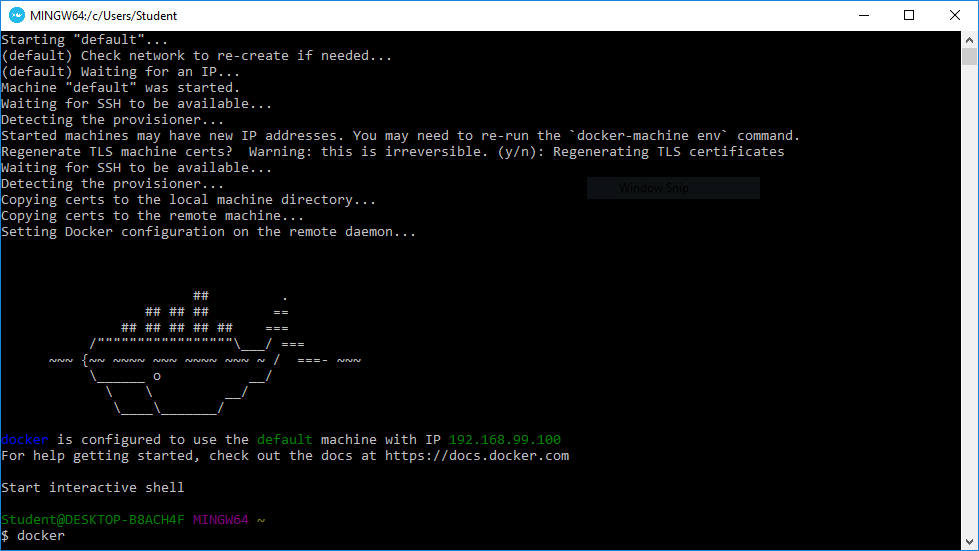 MINGW64:/c/Users/Student
Starting "default"...
(default) Check network to re-create if needed...
(default) Waiting for an IP...
Machine "default" was started.
Waiting for SSH to be available...
Detecting the provisioner...
Started machines may have new IP addresses. You may need to re-run the `docker-machine env` command.
Regenerate TLS machine certs?  Warning: this is irreversible. (y/n): Regenerating TLS certificates
Waiting for SSH to be available...
Detecting the provisioner...
Window Snip
Copying certs to the local machine directory...
Copying certs to the remote machine...
Setting Docker configuration on the remote daemon...
                        ##         .
                  ## ## ##        ==
               ## ## ## ## ##    ===
           /"""""""""""""""""\___/ ===
      ~~~ {~~ ~~~~ ~~~ ~~~~ ~~~ ~ /  ===- ~~~
           \______ o           __/
             \    \         __/
              \____\_______/
docker is configured to use the default machine with IP 192.168.99.100
For help getting started, check out the docs at https://docs.docker.com
Start interactive shell
Student@DESKTOP-B8ACH4F MINGW64 ~
$ docker